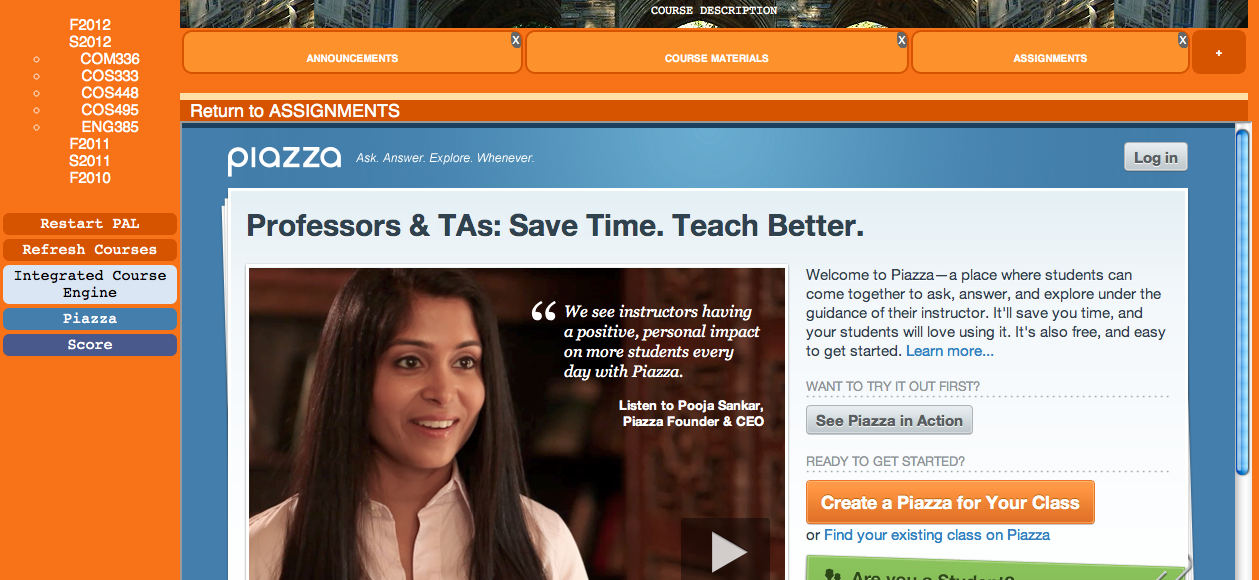 COURSE DESCRIPTION
F2012
S2012
COM336
COS333
COS448
COS495
ENG385
F2011
S2011
F2010
Restart PAL
Refresh Courses
Integrated Course
Engine
Piazza
Score
X
X
X
ANNOUNCEMENTS
COURSE MATERIALS
ASSIGNMENTS
+
Return to ASSIGNMENTS
piazza
Ask. Answer. Explore. Whenever.
Log in
Professors & TAs: Save Time. Teach Better.
“ We see instructors having
a positive, personal impact
on more students every
day with Piazza.
Listen to Pooja Sankar,
Piazza Founder & CEO
Welcome to Piazza—a place where students can
come together to ask, answer, and explore under the
guidance of their instructor. It'll save you time, and
your students will love using it. It's also free, and easy
to get started. Learn more...
WANT TO TRY IT OUT FIRST?
See Piazza in Action
READY TO GET STARTED?
Create a Piazza for Your Class
or Find your existing class on Piazza
Are you a Student?